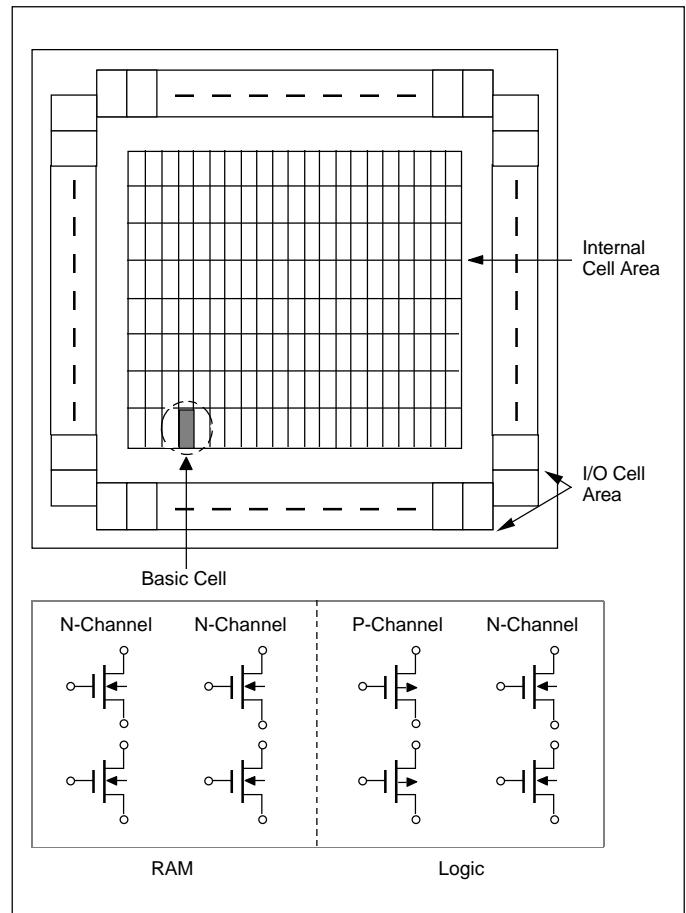 Internal
Cell Area
I/O Cell
Area
Basic Cell
N-Channel N-Channel P-Channel N-Channel
RAM Logic